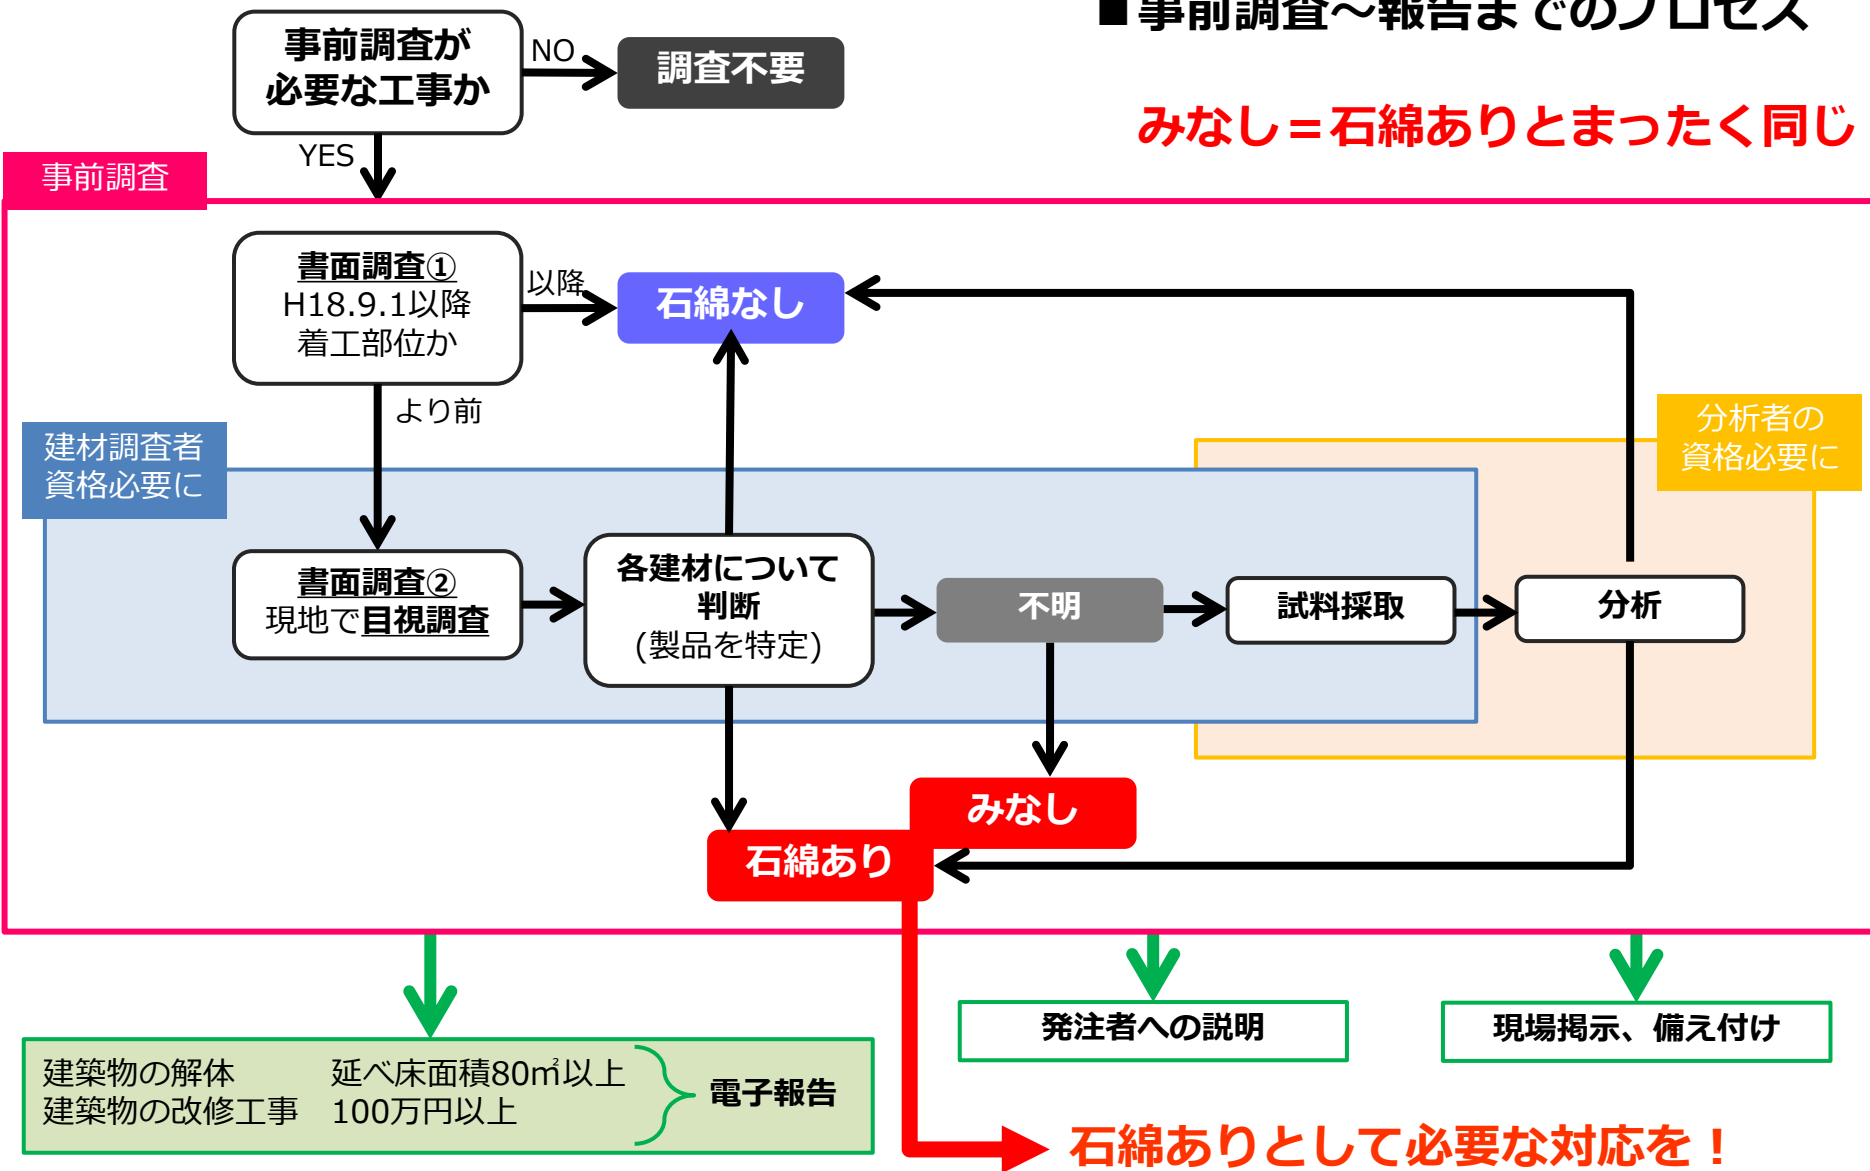 ■事前調査～報告までのプロセス
事前調査が
必要な工事か
NO
調査不要
みなし＝石綿ありとまったく同じ
YES
事前調査
書面調査①
H18.9.1以降
着工部位か
以降
石綿なし
より前
建材調査者
資格必要に
分析者の
資格必要に
書面調査②
現地で目視調査
各建材について
判断
(製品を特定)
不明
試料採取
分析
みなし
石綿あり
発注者への説明
現場掲示、備え付け
建築物の解体　延べ床面積80㎡以上
建築物の改修工事　100万円以上
電子報告
石綿ありとして必要な対応を！